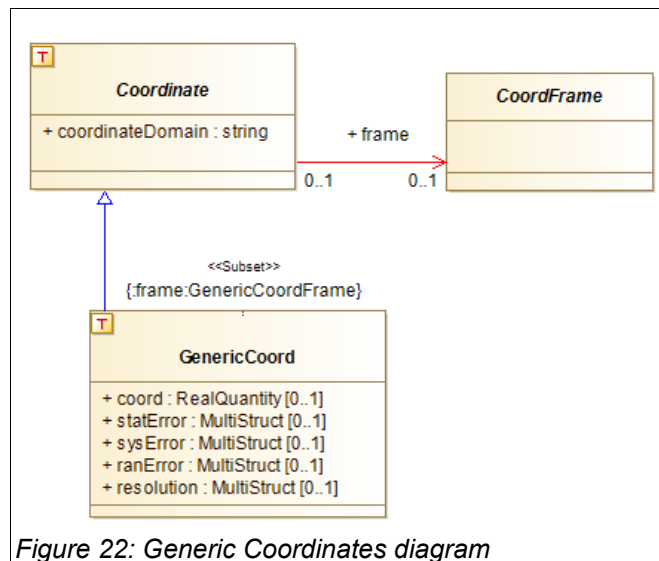 T
Coordinate
+ coordinateDomain : string
CoordFrame
+ frame
0..1
0..1
<<Subset>>
{:frame:GenericCoordFrame}
T
GenericCoord
+ coord : RealQuantity [0..1]
+ statError : MultiStruct [0..1]
+ sysError : MultiStruct [0..1]
+ ranError : MultiStruct [0..1]
+ resolution : MultiStruct [0..1]
Figure 22: Generic Coordinates diagram